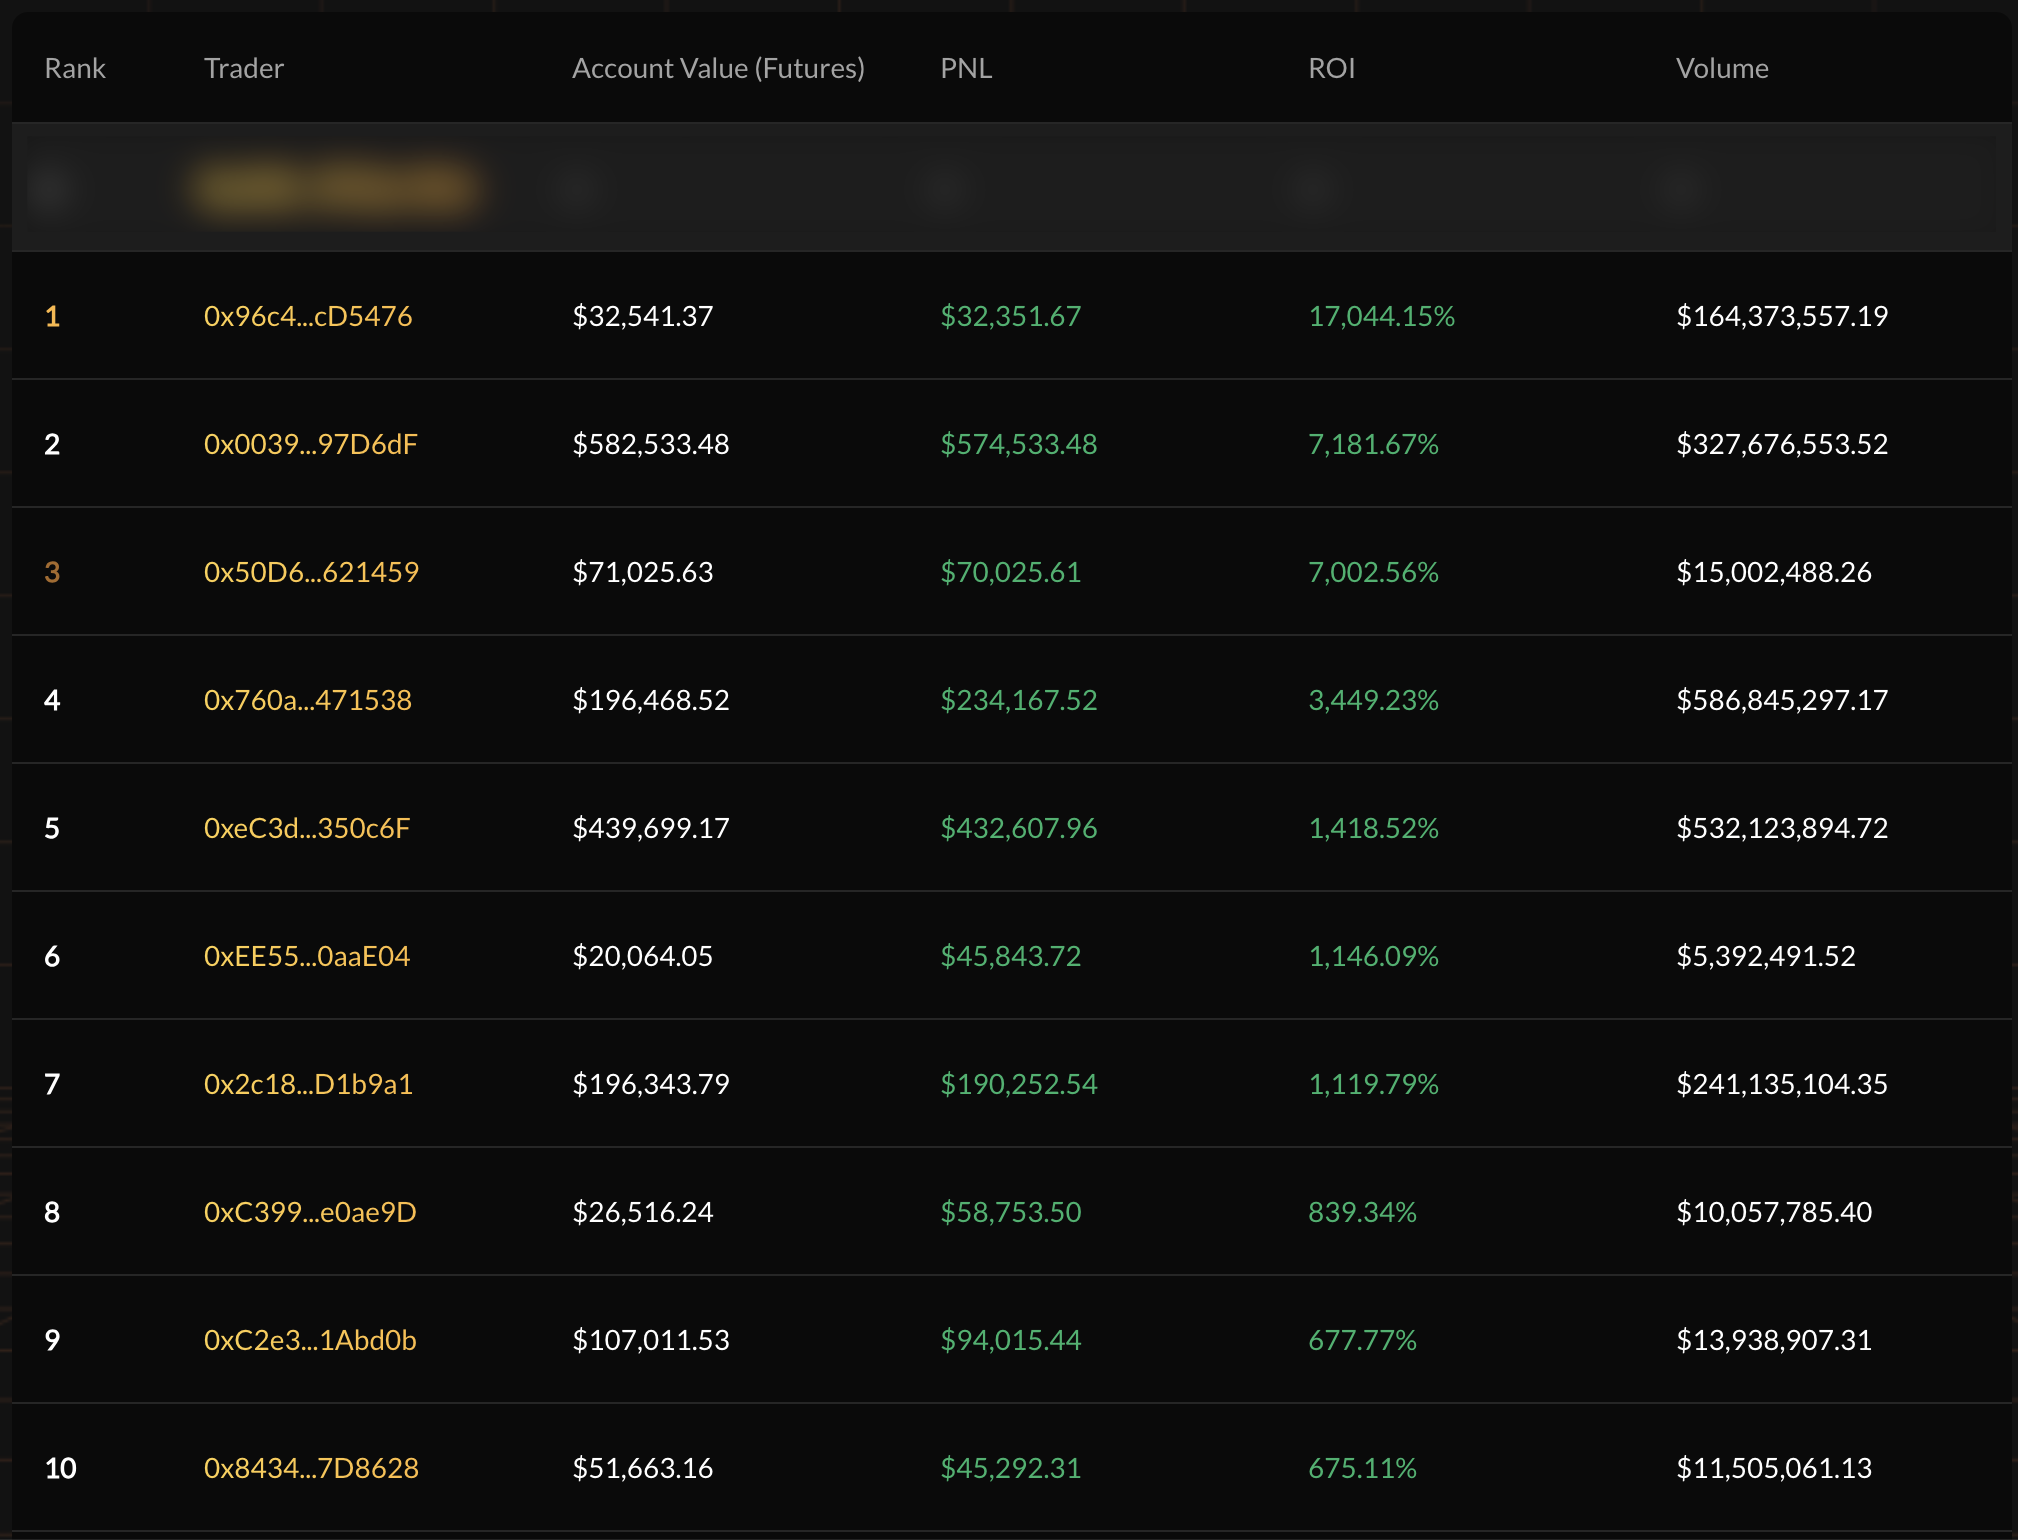 Rank Trader Account Value (Futures) PNL ROI Volume
1 0x96c4...cD5476 $32,541.37 $32,351.67 17,044.15% $164,373,557.19
2 0x0039...97D6dF $582,533.48 $574,533.48 7,181.67% $327,676,553.52
3 0x50D6...621459 $71,025.63 $70,025.61 7,002.56% $15,002,488.26
4 0x760a...471538 $196,468.52 $234,167.52 3,449.23% $586,845,297.17
5 0xeC3d...350c6F $439,699.17 $432,607.96 1,418.52% $532,123,894.72
6 0xEE55...0aaE04 $20,064.05 $45,843.72 1,146.09% $5,392,491.52
7 0x2c18...D1b9a1 $196,343.79 $190,252.54 1,119.79% $241,135,104.35
8 0xC399...e0ae9D $26,516.24 $58,753.50 839.34% $10,057,785.40
9 0xC2e3...1Abd0b $107,011.53 $94,015.44 677.77% $13,938,907.31
10 0x8434...7D8628 $51,663.16 $45,292.31 675.11% $11,505,061.13